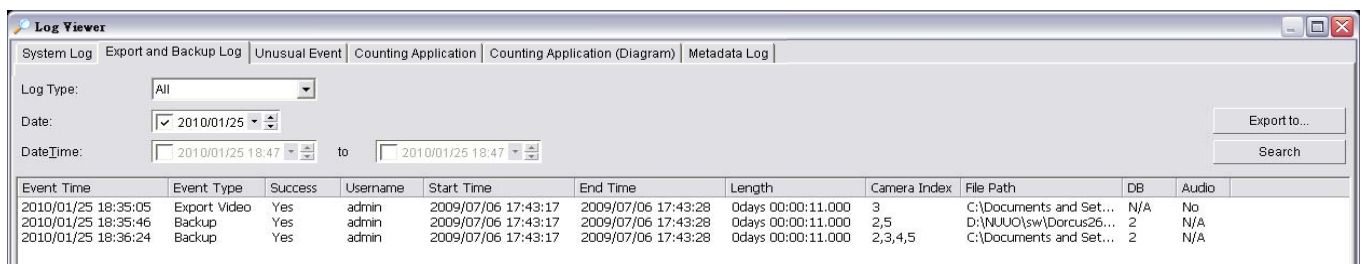 Log Viewer
System Log Export and Backup Log Unusual Event Counting Application Counting Application (Diagram) Metadata Log
Log Type: All
Date: 2010/01/25 Export to...
DateTime: 2010/01/25 18:47 to 2010/01/25 18:47 Search
Event Time Event Type Success Username Start Time End Time Length Camera Index File Path DB Audio
2010/01/25 18:35:05 Export Video Yes admin 2009/07/06 17:43:17 2009/07/06 17:43:28 0days 00:00:11.000 3 C:\Documents and Set... N/A No
2010/01/25 18:35:46 Backup Yes admin 2009/07/06 17:43:17 2009/07/06 17:43:28 0days 00:00:11.000 2,5 D:\NUUO\sw\Dorcus26... 2 N/A
2010/01/25 18:36:24 Backup Yes admin 2009/07/06 17:43:17 2009/07/06 17:43:28 0days 00:00:11.000 2,3,4,5 C:\Documents and Set... 2 N/A